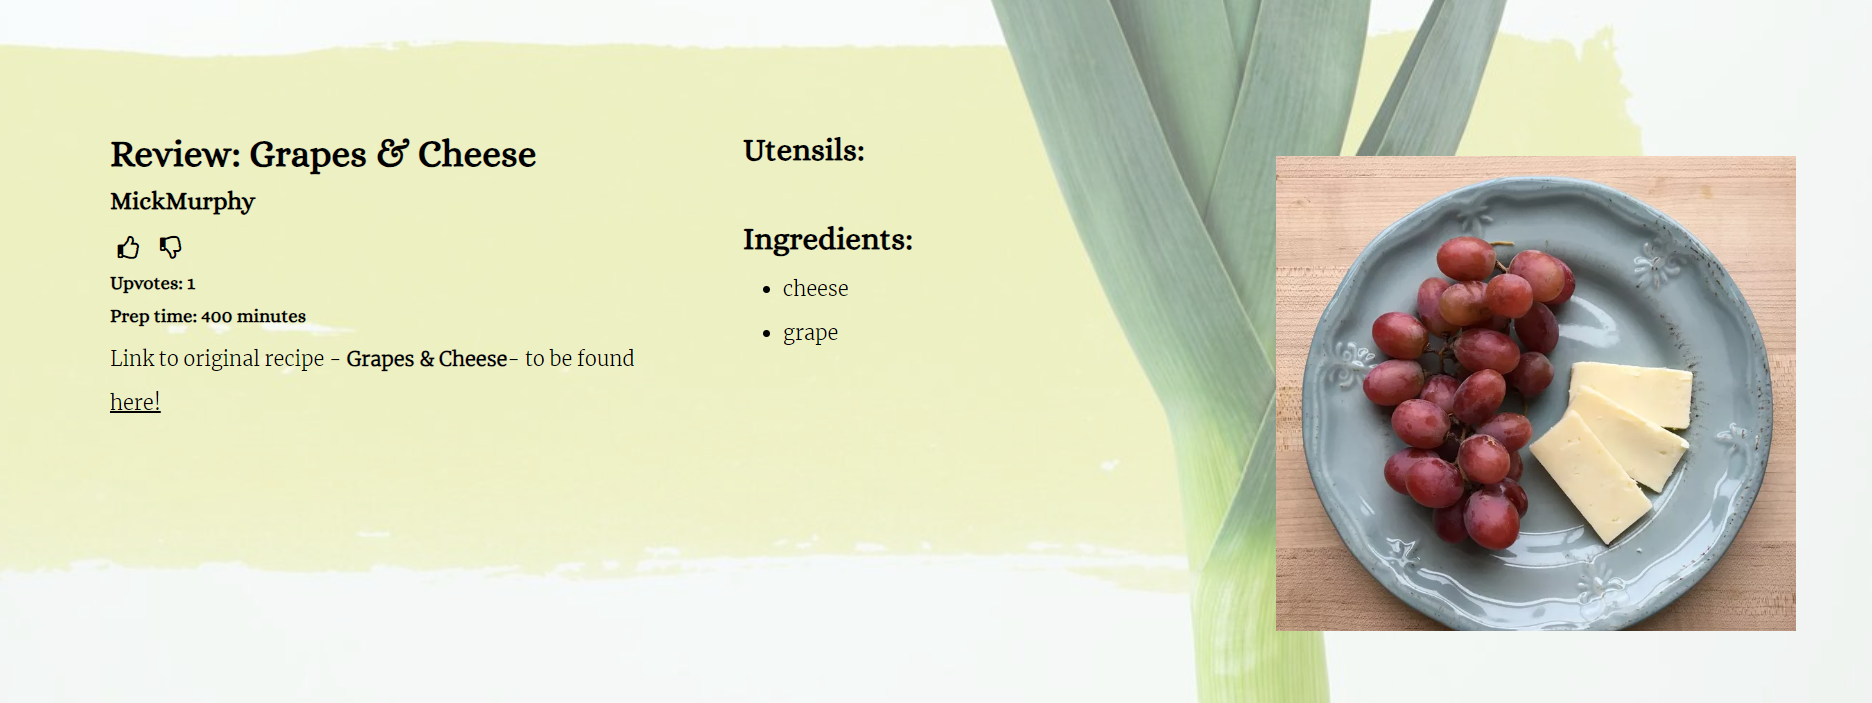 Review: Grapes & Cheese
MickMurphy
Upvotes: 1
Prep time: 400 minutes
Link to original recipe - Grapes & Cheese- to be found
here!
Utensils:
Ingredients:
• cheese
• grape